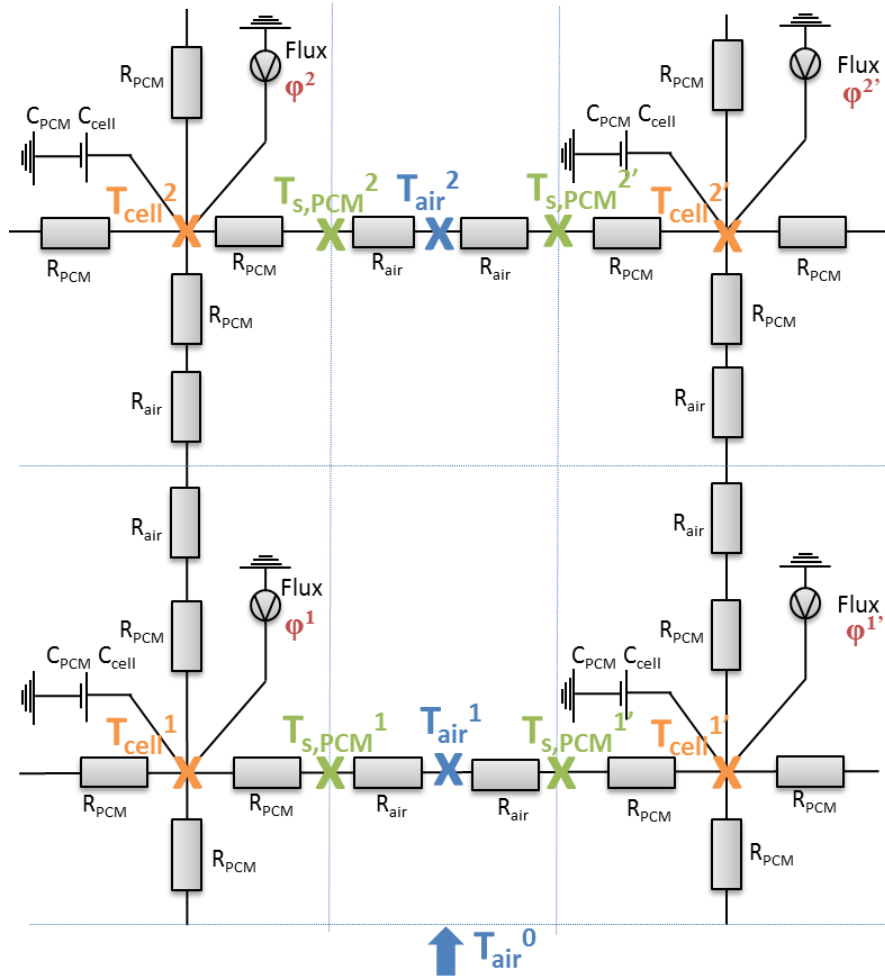 R_PCM
Flux
φ²
R_PCM
Flux
φ²'
C_PCM C_cell
C_PCM C_cell
T_cell²
T_s,PCM²
T_air²
T_s,PCM²'
T_cell²'
R_PCM
R_PCM
R_air
R_air
R_PCM
R_PCM
R_PCM
R_PCM
R_air
R_air
R_air
R_air
Flux
φ¹
Flux
φ¹'
R_PCM
R_PCM
C_PCM C_cell
C_PCM C_cell
T_cell¹
T_s,PCM¹
T_air¹
T_s,PCM¹'
T_cell¹'
R_PCM
R_PCM
R_air
R_air
R_PCM
R_PCM
R_PCM
R_PCM
T_air⁰